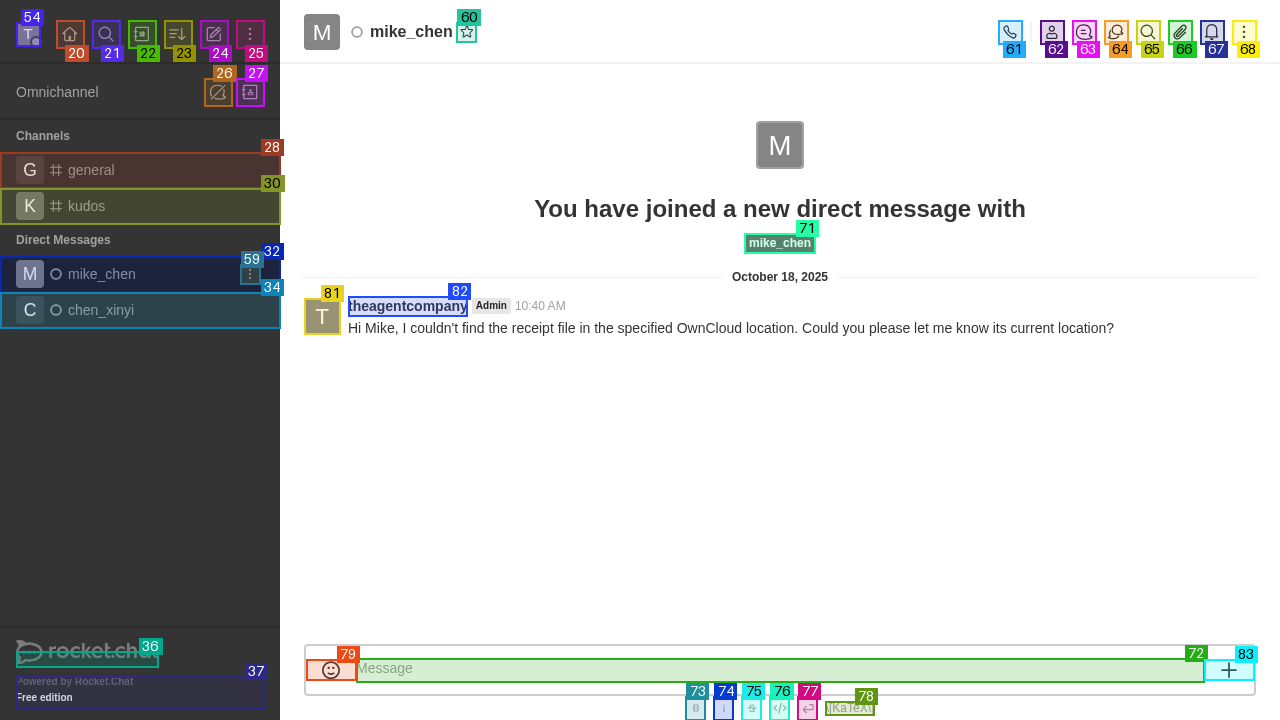 54
T
20
21
22
23
24
25
26
27
Omnichannel
Channels
28
G general
30
K kudos
Direct Messages
32
59
M mike_chen
34
C chen_xinyi
36
rocket.chat
37
Powered by Rocket.Chat
Free edition
M mike_chen
60
61
62
63
64
65
66
67
68
M
You have joined a new direct message with
71
mike_chen
October 18, 2025
81
82
T
theagentcompany Admin 10:40 AM
Hi Mike, I couldn't find the receipt file in the specified OwnCloud location. Could you please let me know its current location?
79
72
83
Message
73
74
75
76
77
78
B i S </> \[KaTeX\]